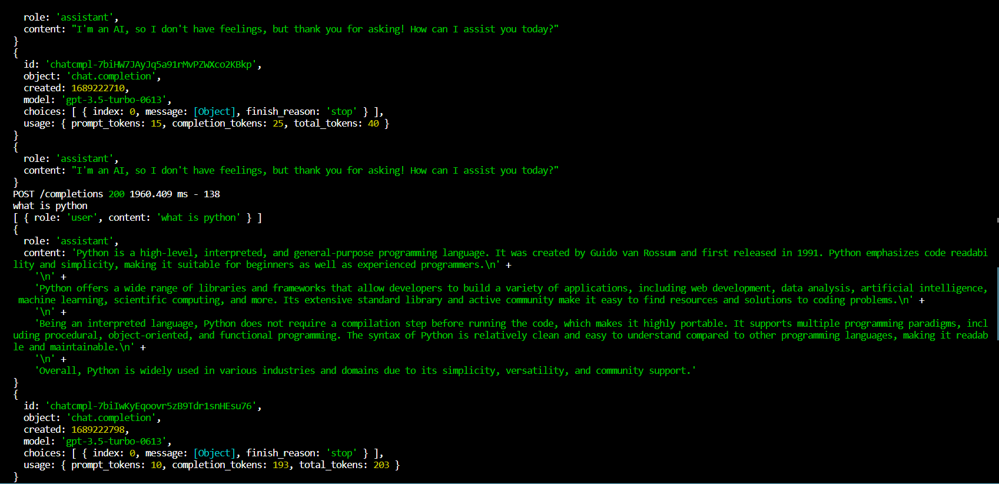 role: 'assistant',
  content: "I'm an AI, so I don't have feelings, but thank you for asking! How can I assist you today?"
}
{
  id: 'chatcmpl-7biHW7JAyJq5a91rMvPZWXco2KBkp',
  object: 'chat.completion',
  created: 1689222710,
  model: 'gpt-3.5-turbo-0613',
  choices: [ { index: 0, message: [Object], finish_reason: 'stop' } ],
  usage: { prompt_tokens: 15, completion_tokens: 25, total_tokens: 40 }
}
{
  role: 'assistant',
  content: "I'm an AI, so I don't have feelings, but thank you for asking! How can I assist you today?"
}
POST /completions 200 1960.409 ms - 138
what is python
[ { role: 'user', content: 'what is python' } ]
{
  role: 'assistant',
  content: 'Python is a high-level, interpreted, and general-purpose programming language. It was created by Guido van Rossum and first released in 1991. Python emphasizes code readabi
lity and simplicity, making it suitable for beginners as well as experienced programmers.\n' +
    '\n' +
    'Python offers a wide range of libraries and frameworks that allow developers to build a variety of applications, including web development, data analysis, artificial intelligence,
 machine learning, scientific computing, and more. Its extensive standard library and active community make it easy to find resources and solutions to coding problems.\n' +
    '\n' +
    'Being an interpreted language, Python does not require a compilation step before running the code, which makes it highly portable. It supports multiple programming paradigms, incl
uding procedural, object-oriented, and functional programming. The syntax of Python is relatively clean and easy to understand compared to other programming languages, making it readab
le and maintainable.\n' +
    '\n' +
    'Overall, Python is widely used in various industries and domains due to its simplicity, versatility, and community support.'
}
{
  id: 'chatcmpl-7biIwKyEqoovr5zB9Tdr1snHEsu76',
  object: 'chat.completion',
  created: 1689222798,
  model: 'gpt-3.5-turbo-0613',
  choices: [ { index: 0, message: [Object], finish_reason: 'stop' } ],
  usage: { prompt_tokens: 10, completion_tokens: 193, total_tokens: 203 }
}